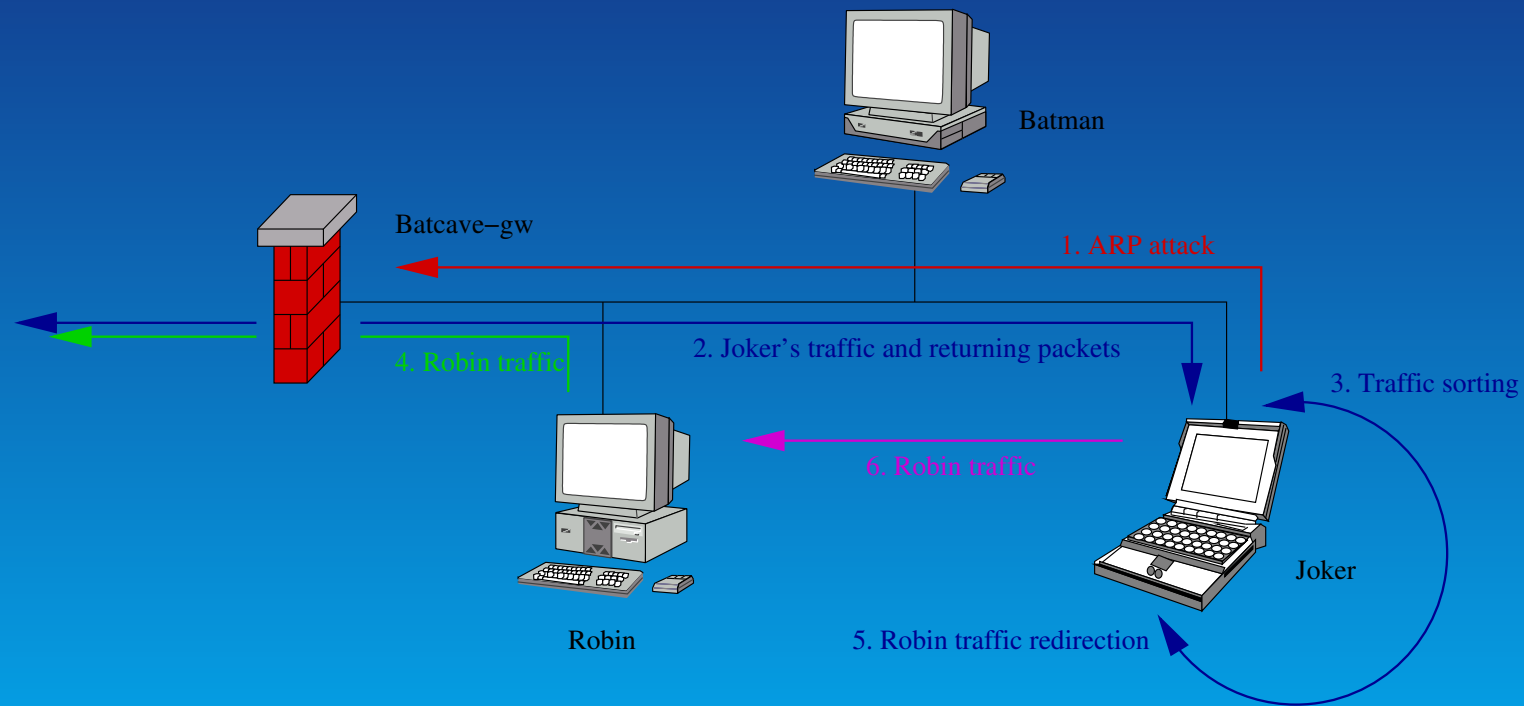 Batman
Batcave−gw
1. ARP attack
2. Joker's traffic and returning packets
4. Robin traffic
3. Traffic sorting
6. Robin traffic
Joker
Robin
5. Robin traffic redirection